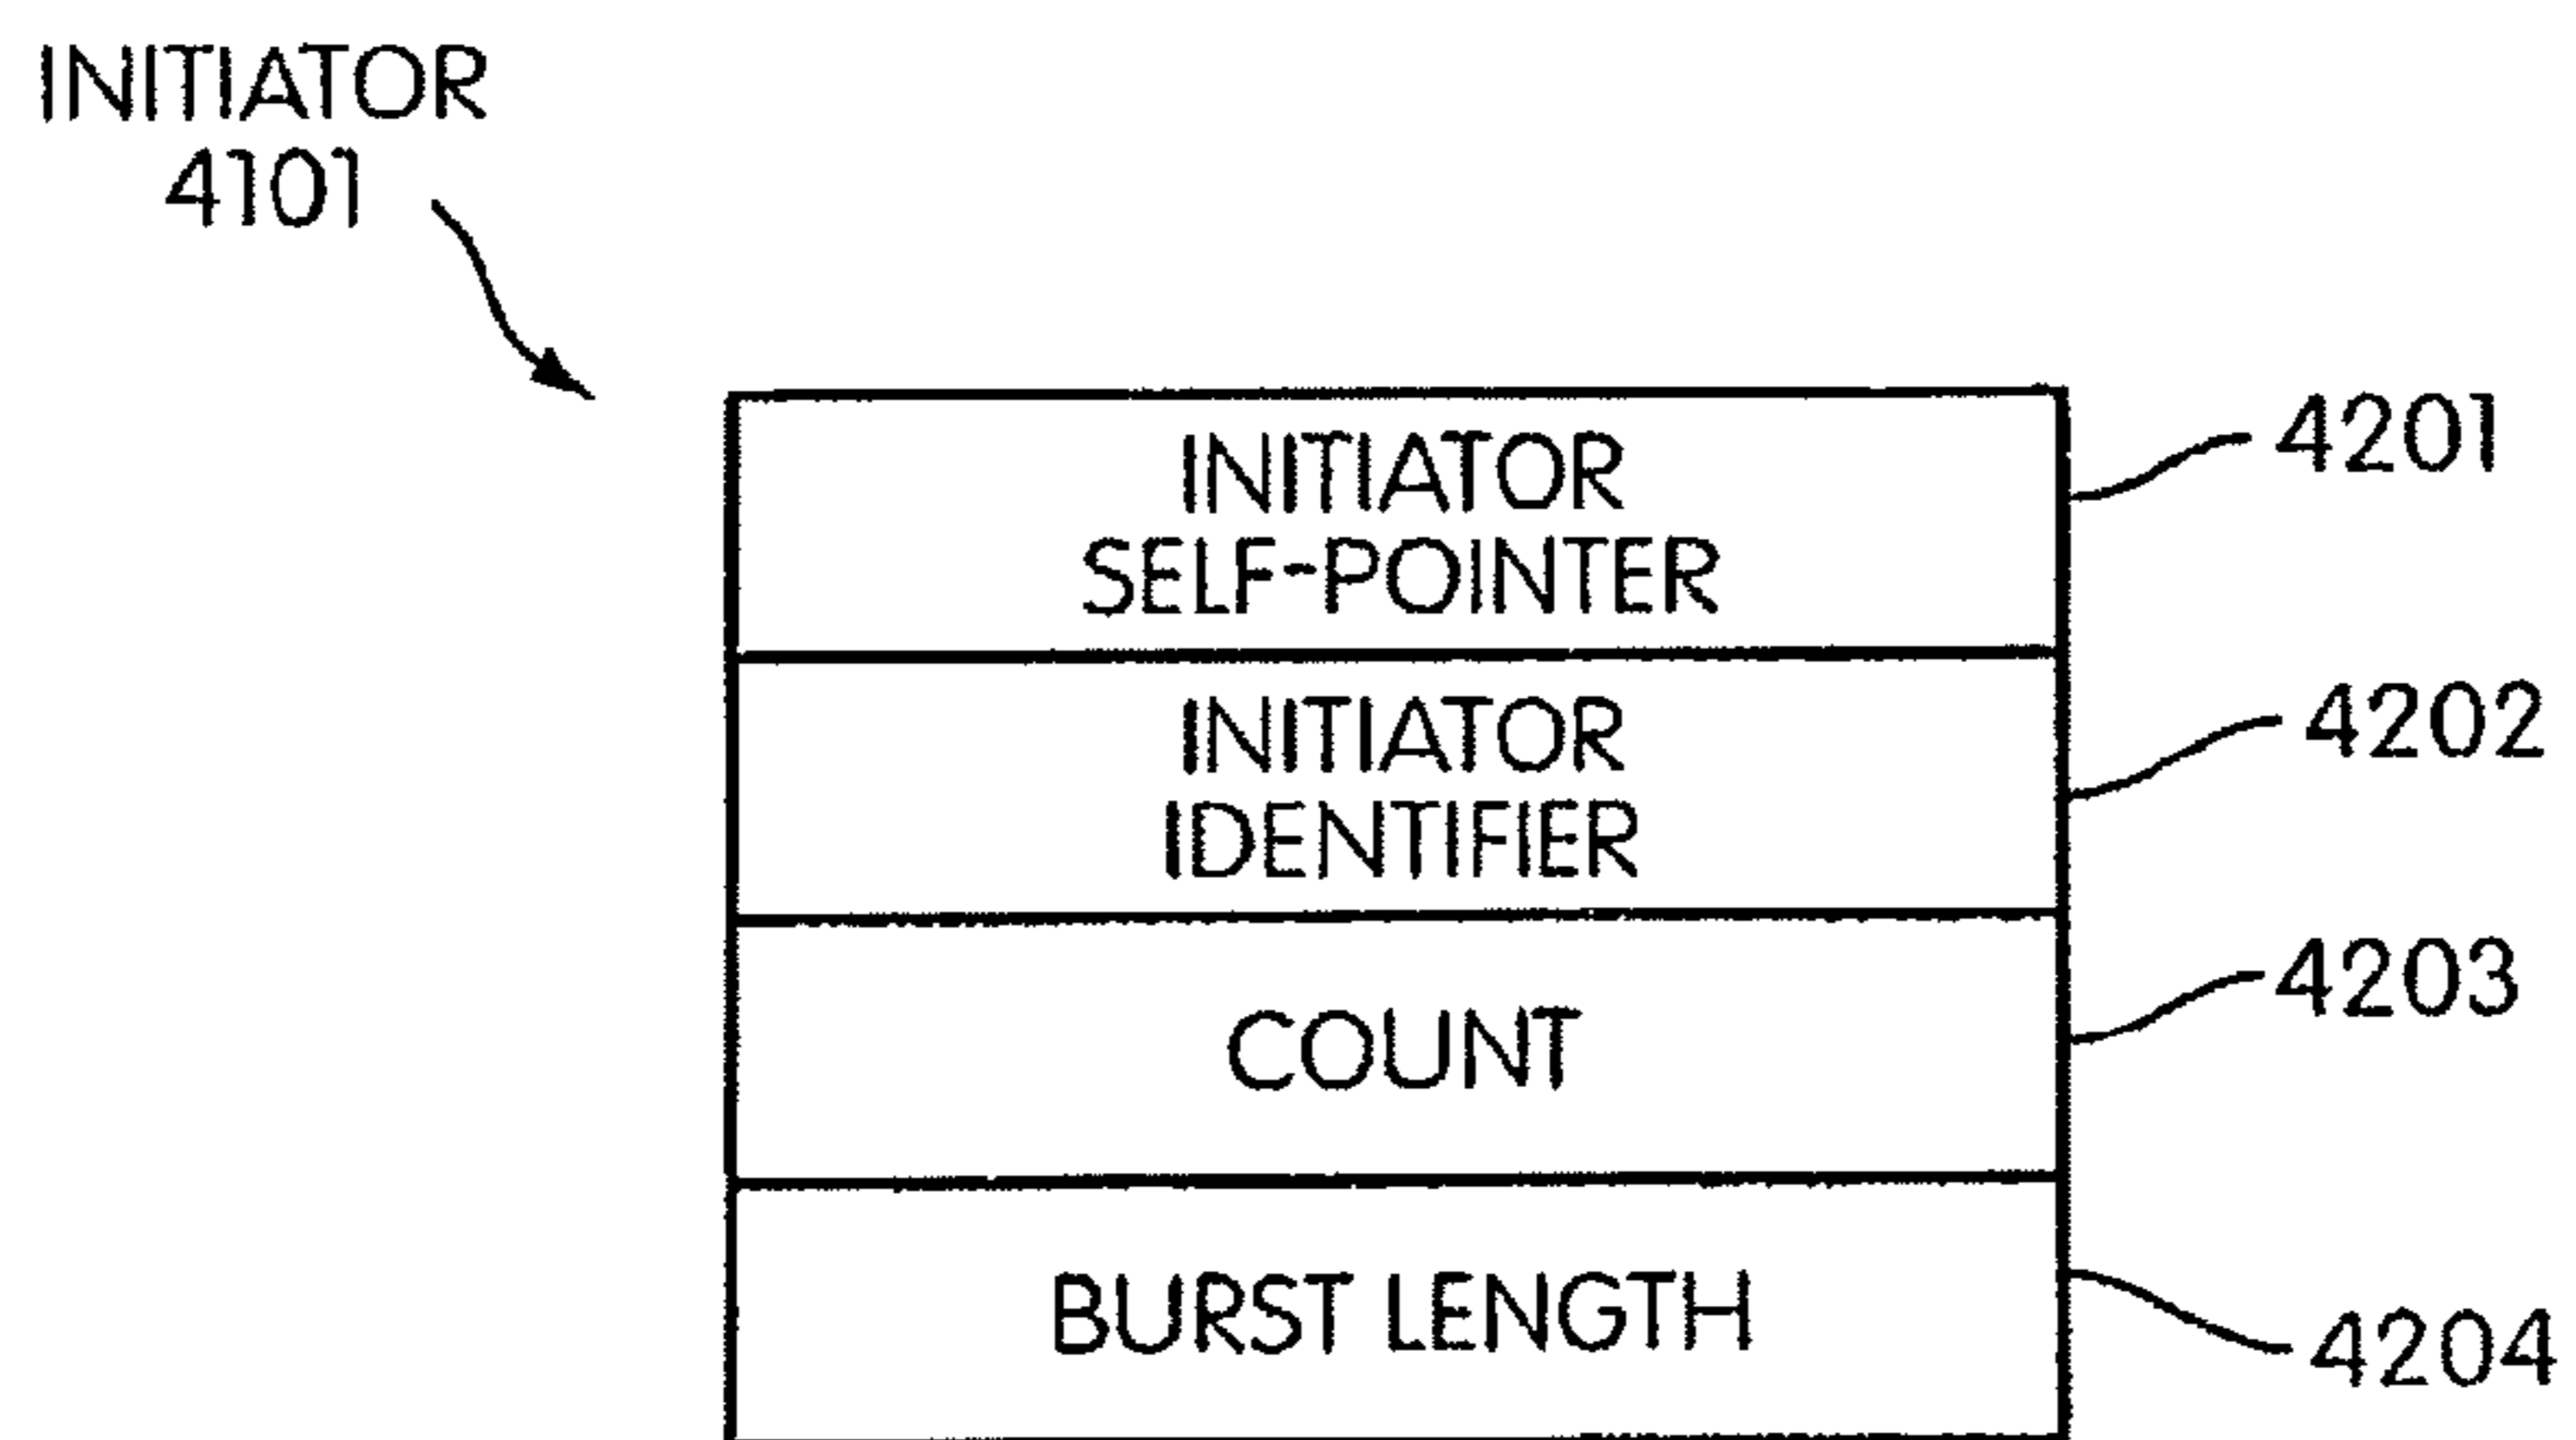 INITIATOR
4101
INITIATOR
SELF-POINTER
4201
INITIATOR
IDENTIFIER
4202
COUNT
4203
BURST LENGTH
4204